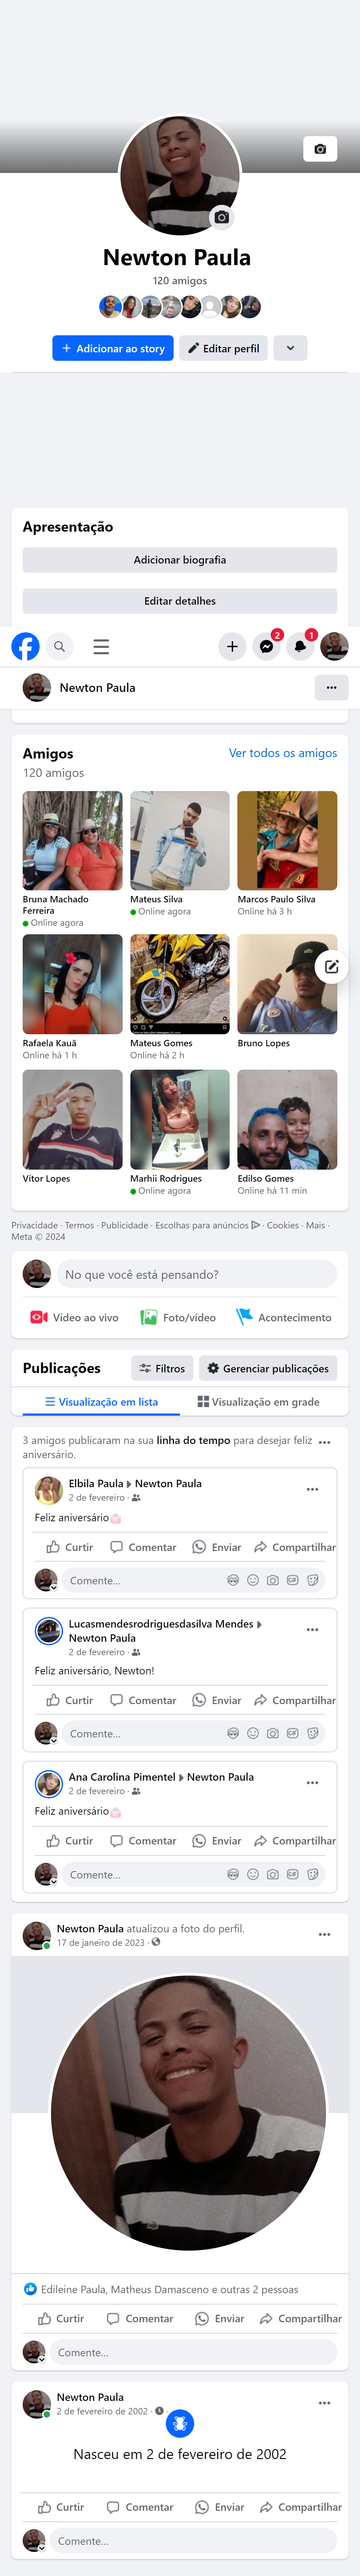 Newton Paula
120 amigos
Adicionar ao story
Editar perfil
Apresentação
Adicionar biografia
Editar detalhes
2
1
Newton Paula
Amigos
Ver todos os amigos
120 amigos
Bruna Machado
Ferreira
Online agora
Mateus Silva
Online agora
Marcos Paulo Silva
Online há 3 h
Rafaela Kauã
Online há 1 h
Mateus Gomes
Online há 2 h
Bruno Lopes
Vítor Lopes
Marhii Rodrigues
Online agora
Edilso Gomes
Online há 11 min
Privacidade · Termos · Publicidade · Escolhas para anúncios · Cookies · Mais ·
Meta © 2024
No que você está pensando?
Vídeo ao vivo
Foto/vídeo
Acontecimento
Publicações
Filtros
Gerenciar publicações
Visualização em lista
Visualização em grade
3 amigos publicaram na sua linha do tempo para desejar feliz
aniversário.
Elbila Paula Newton Paula
2 de fevereiro ·
Feliz aniversário
Curtir
Comentar
Enviar
Compartilhar
Comente...
GIF
Lucasmendesrodriguesdasilva Mendes
Newton Paula
2 de fevereiro ·
Feliz aniversário, Newton!
Curtir
Comentar
Enviar
Compartilhar
Comente...
GIF
Ana Carolina Pimentel Newton Paula
2 de fevereiro ·
Feliz aniversário
Curtir
Comentar
Enviar
Compartilhar
Comente...
GIF
Newton Paula atualizou a foto do perfil.
17 de janeiro de 2023 ·
Edileine Paula, Matheus Damasceno e outras 2 pessoas
Curtir
Comentar
Enviar
Compartilhar
Comente...
Newton Paula
2 de fevereiro de 2002 ·
Nasceu em 2 de fevereiro de 2002
Curtir
Comentar
Enviar
Compartilhar
Comente...